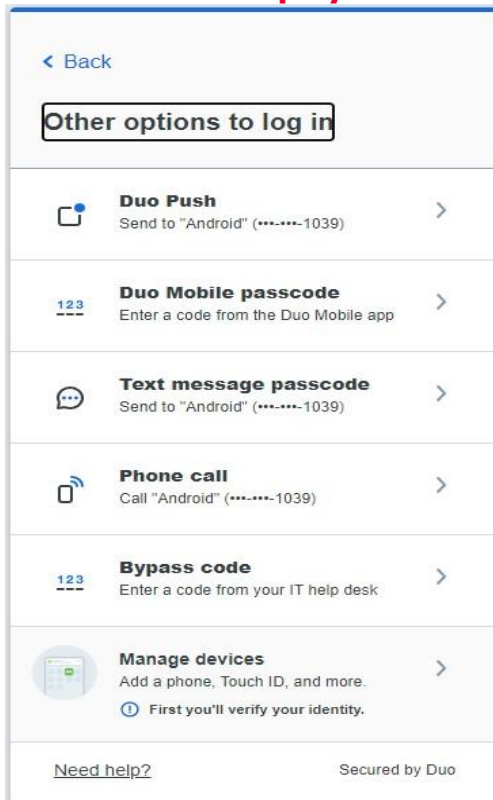 Back
Other options to log in
Duo Push
Send to "Android" (•••-•••-1039)
123
Duo Mobile passcode
Enter a code from the Duo Mobile app
Text message passcode
Send to "Android" (•••-•••-1039)
Phone call
Call "Android" (•••-•••-1039)
123
Bypass code
Enter a code from your IT help desk
Manage devices
Add a phone, Touch ID, and more.
First you'll verify your identity.
Need help?
Secured by Duo